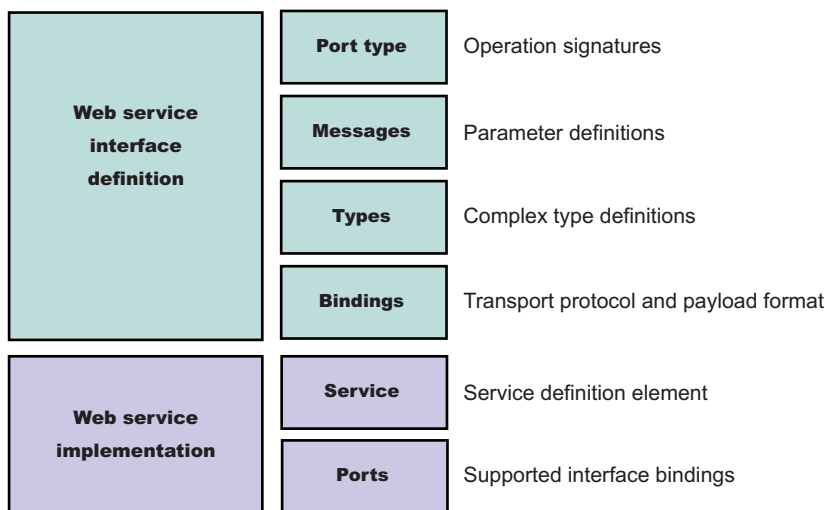 Web service
interface
definition
Port type
Operation signatures
Messages
Parameter definitions
Types
Complex type definitions
Bindings
Transport protocol and payload format
Web service
implementation
Service
Service definition element
Ports
Supported interface bindings